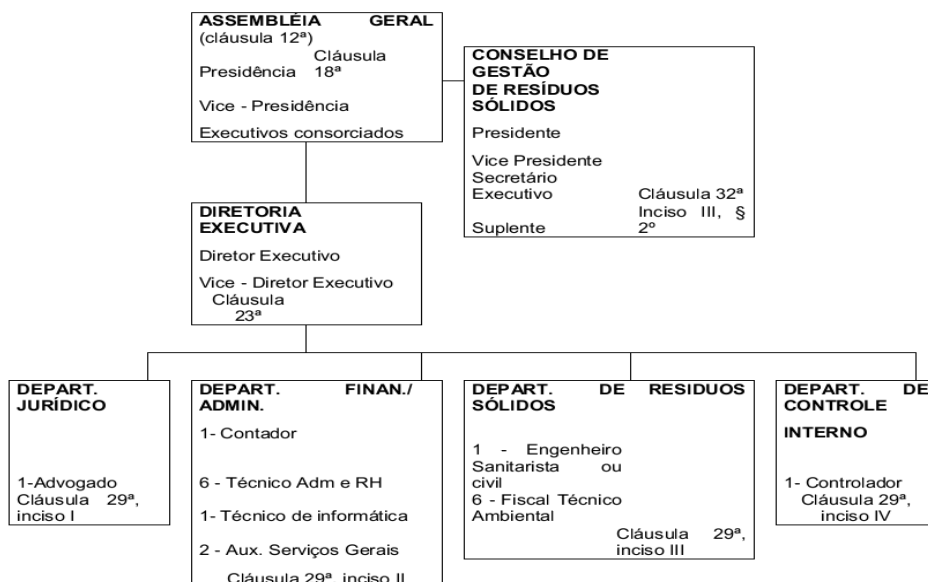 ASSEMBLÉIA GERAL
(cláusula 12ª)
Cláusula
Presidência 18ª
Vice - Presidência
Executivos consorciados
CONSELHO DE
GESTÃO
DE RESÍDUOS
SÓLIDOS
Presidente
Vice Presidente
Secretário
Executivo Cláusula 32ª
Inciso III, §
Suplente 2º
DIRETORIA
EXECUTIVA
Diretor Executivo
Vice - Diretor Executivo
Cláusula
23ª
DEPART.
JURÍDICO
1-Advogado
Cláusula 29ª,
inciso I
DEPART. FINAN./
ADMIN.
1- Contador
6 - Técnico Adm e RH
1- Técnico de informática
2 - Aux. Serviços Gerais
Cláusula 29ª, inciso II
DEPART. DE RESIDUOS
SÓLIDOS
1 - Engenheiro
Sanitarista ou
civil
6 - Fiscal Técnico
Ambiental
Cláusula 29ª,
inciso III
DEPART. DE
CONTROLE
INTERNO
1- Controlador
Cláusula 29ª,
inciso IV